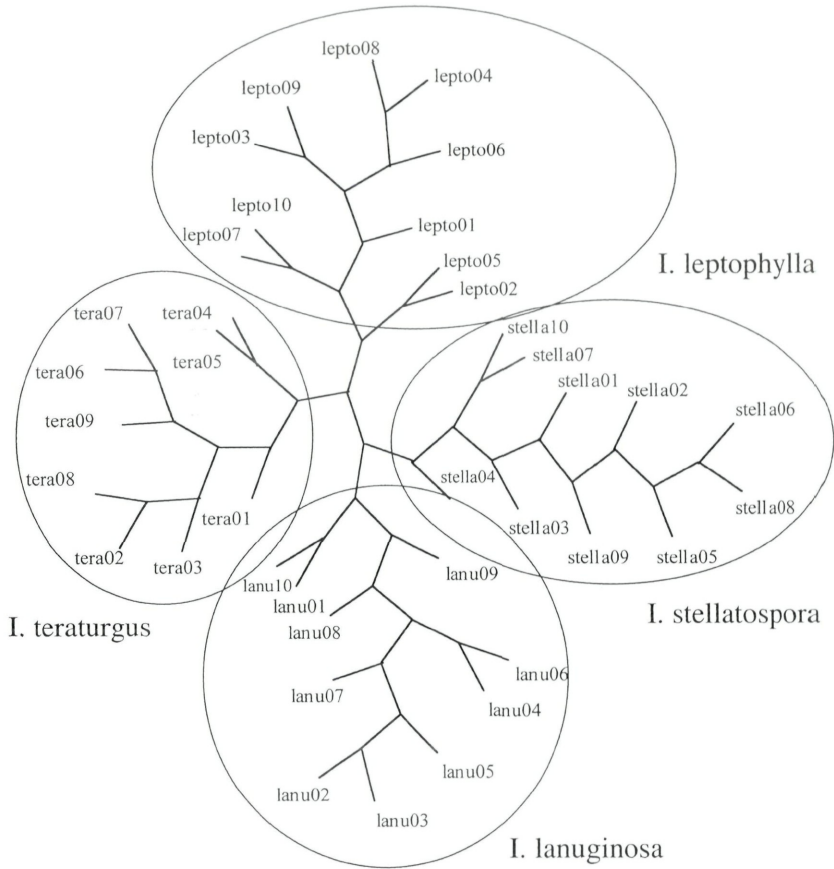 lepto08
lepto04
lepto09
lepto03
lepto06
lepto10
lepto01
lepto07
lepto05
lepto02
I. leptophylla
tera07
tera04
stella10
stella07
tera05
tera06
stella01
stella02
stella06
tera09
tera08
stella04
stella08
tera01
stella03
tera02
tera03
stella09
stella05
lanu10
lanu09
lanu01
I. stellatospora
I. teraturgus
lanu08
lanu06
lanu07
lanu04
lanu05
lanu02
lanu03
I. lanuginosa